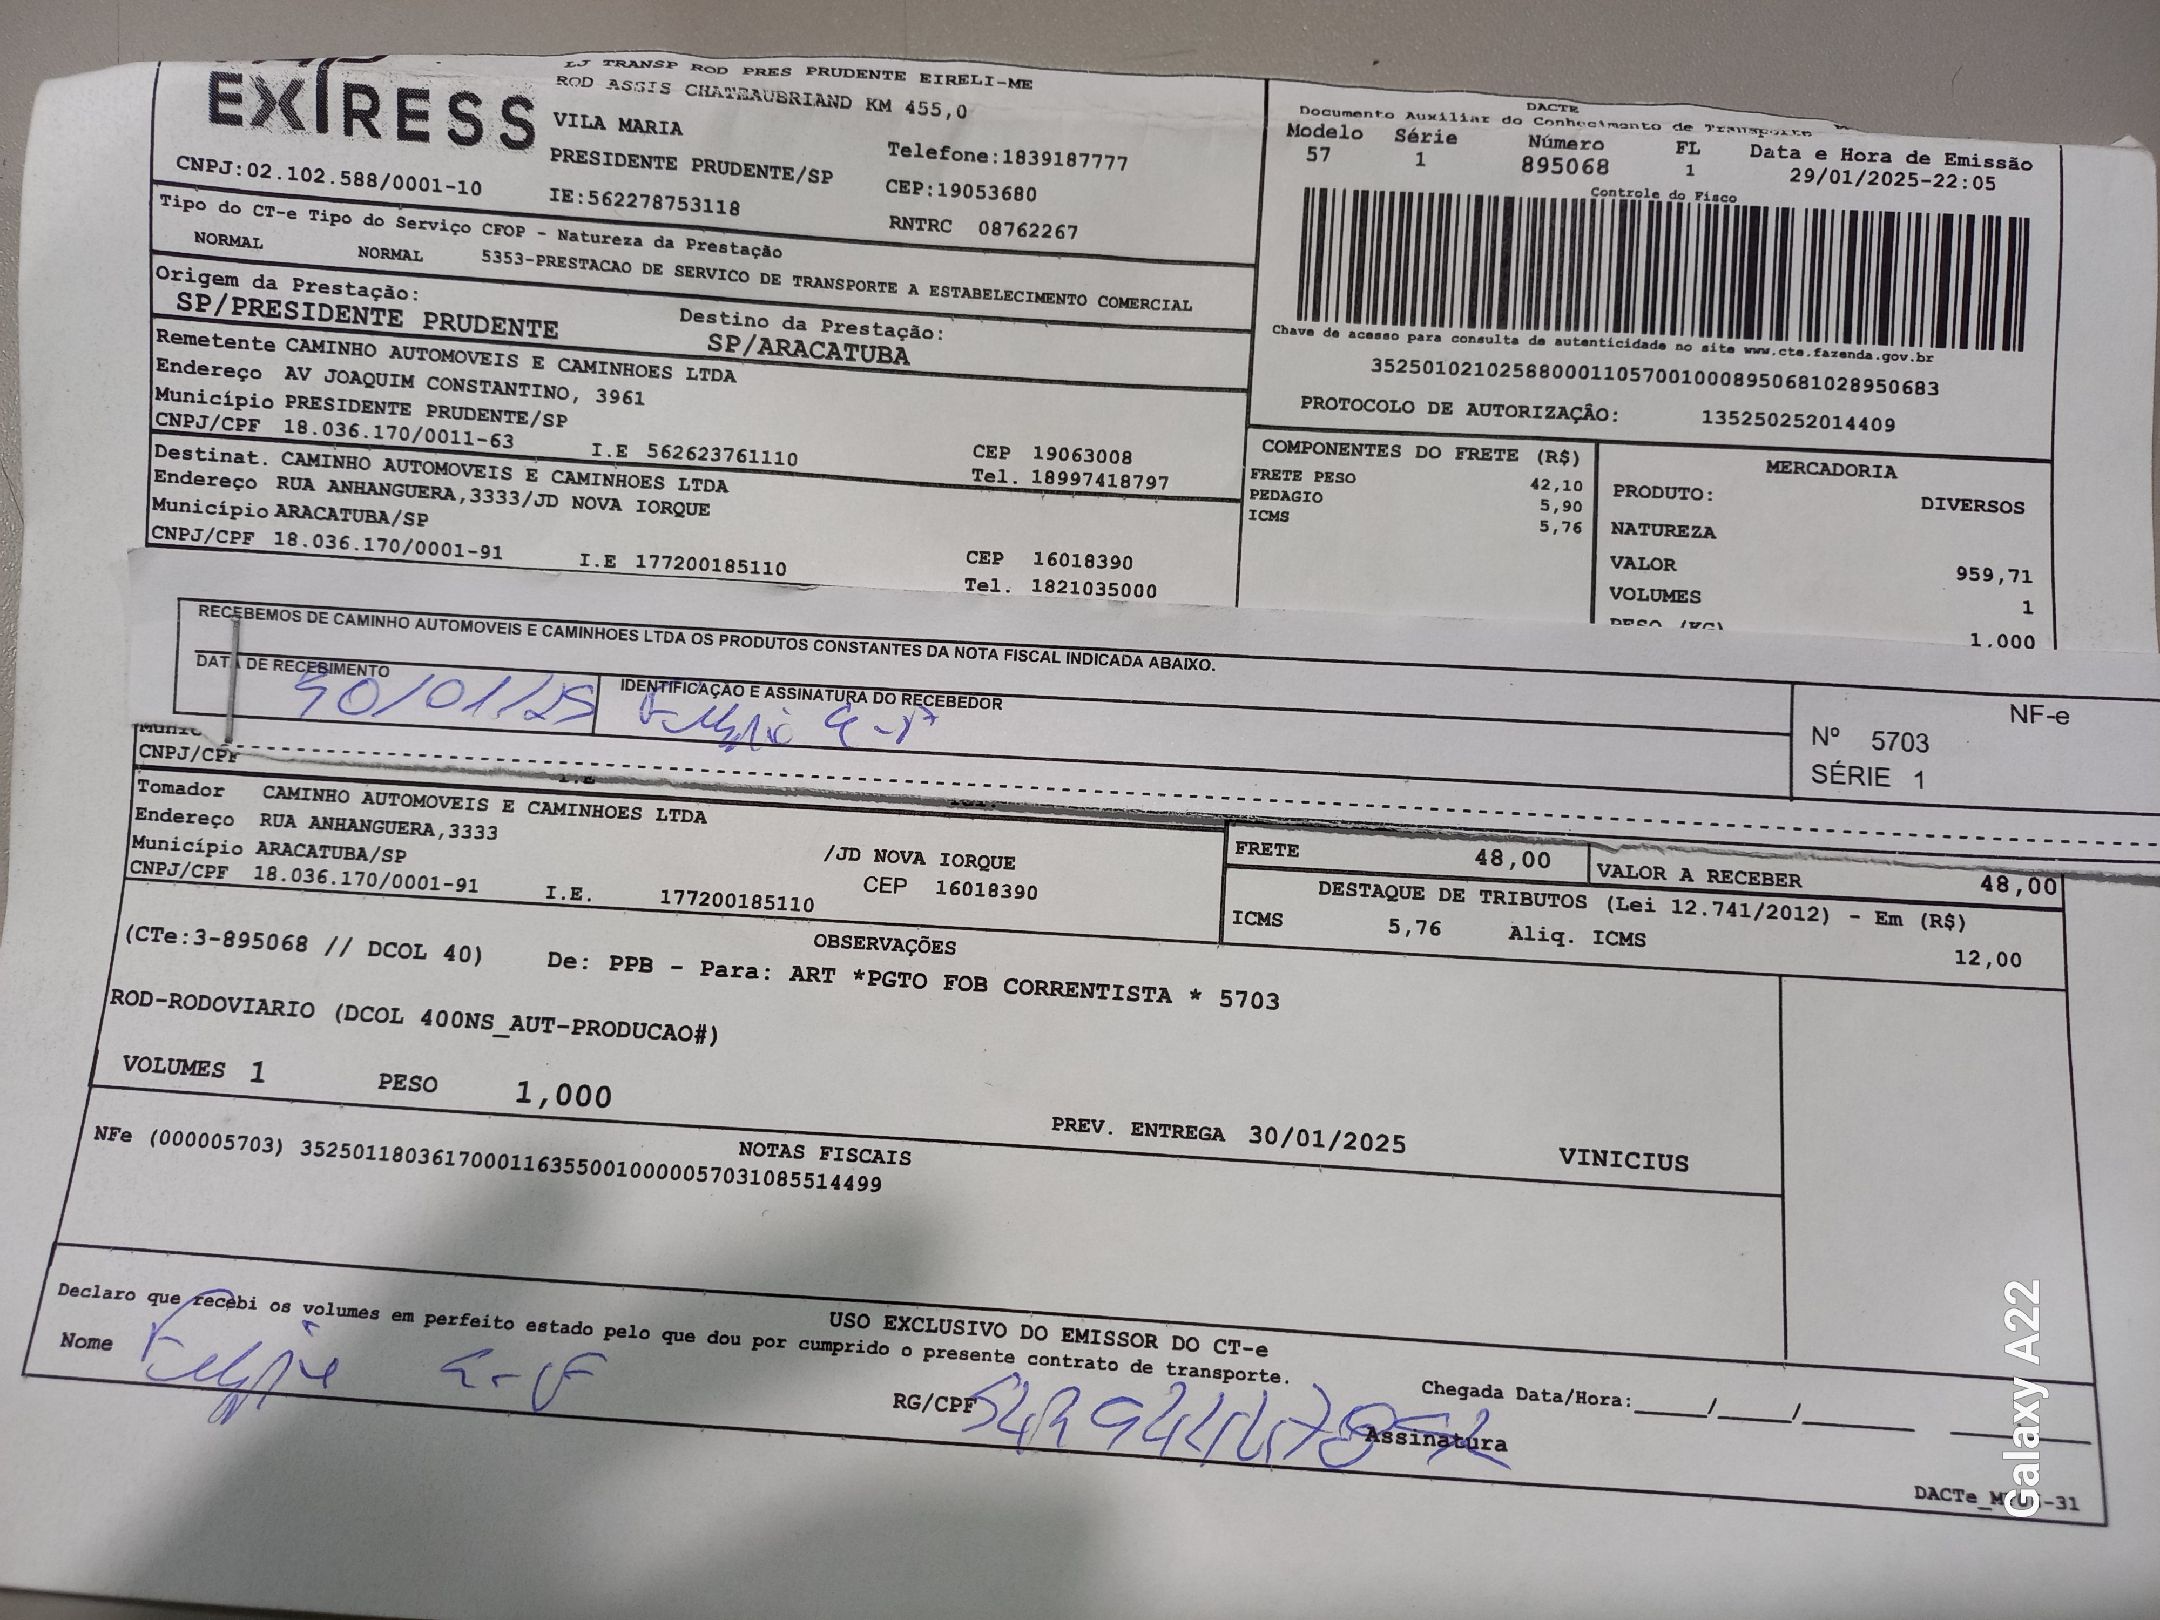 EXPRESS
LJ TRANSP ROD PRES PRUDENTE EIRELI-ME
ROD ASSIS CHATEAUBRIAND KM 455,0
VILA MARIA
PRESIDENTE PRUDENTE/SP
Telefone:1839187777
CEP:19053680
CNPJ:02.102.588/0001-10
IE:562278753118
RNTRC 08762267
DACTE
Documento Auxiliar do Conhecimento de Transporte
Modelo Série Número FL Data e Hora de Emissão
57 1 895068 1 29/01/2025-22:05
Controle do Fisco
Chave de acesso para consulta de autenticidade no site www.cte.fazenda.gov.br
35250102102588000110570010008950681028950683
PROTOCOLO DE AUTORIZAÇÃO: 135250252014409
Tipo do CT-e Tipo do Serviço CFOP - Natureza da Prestação
NORMAL NORMAL 5353-PRESTACAO DE SERVICO DE TRANSPORTE A ESTABELECIMENTO COMERCIAL
Origem da Prestação: Destino da Prestação:
SP/PRESIDENTE PRUDENTE SP/ARACATUBA
Remetente CAMINHO AUTOMOVEIS E CAMINHOES LTDA
Endereço AV JOAQUIM CONSTANTINO, 3961
Município PRESIDENTE PRUDENTE/SP CEP 19063008
CNPJ/CPF 18.036.170/0011-63 I.E 562623761110 Tel. 18997418797
Destinat. CAMINHO AUTOMOVEIS E CAMINHOES LTDA
Endereço RUA ANHANGUERA,3333/JD NOVA IORQUE
Município ARACATUBA/SP CEP 16018390
CNPJ/CPF 18.036.170/0001-91 I.E 177200185110 Tel. 1821035000
COMPONENTES DO FRETE (R$)
FRETE PESO 42,10
PEDAGIO 5,90
ICMS 5,76
MERCADORIA
PRODUTO: DIVERSOS
NATUREZA
VALOR 959,71
VOLUMES 1
PESO (KG) 1,000
RECEBEMOS DE CAMINHO AUTOMOVEIS E CAMINHOES LTDA OS PRODUTOS CONSTANTES DA NOTA FISCAL INDICADA ABAIXO.
DATA DE RECEBIMENTO IDENTIFICAÇÃO E ASSINATURA DO RECEBEDOR
30/01/25
NF-e
Nº 5703
SÉRIE 1
CNPJ/CPF
Tomador CAMINHO AUTOMOVEIS E CAMINHOES LTDA
Endereço RUA ANHANGUERA,3333 /JD NOVA IORQUE
Município ARACATUBA/SP CEP 16018390
CNPJ/CPF 18.036.170/0001-91 I.E. 177200185110
FRETE 48,00 VALOR A RECEBER 48,00
DESTAQUE DE TRIBUTOS (Lei 12.741/2012) - Em (R$)
ICMS 5,76 Aliq. ICMS 12,00
OBSERVAÇÕES
(CTe:3-895068 // DCOL 40) De: PPB - Para: ART *PGTO FOB CORRENTISTA * 5703
ROD-RODOVIARIO (DCOL 400NS_AUT-PRODUCAO#)
VOLUMES 1 PESO 1,000 PREV. ENTREGA 30/01/2025 VINICIUS
NOTAS FISCAIS
NFe (000005703) 35250118036170001163550010000057031085514499
USO EXCLUSIVO DO EMISSOR DO CT-e
Declaro que recebi os volumes em perfeito estado pelo que dou por cumprido o presente contrato de transporte.
Nome RG/CPF Chegada Data/Hora:____/____/______ ______
Assinatura
Galaxy A22